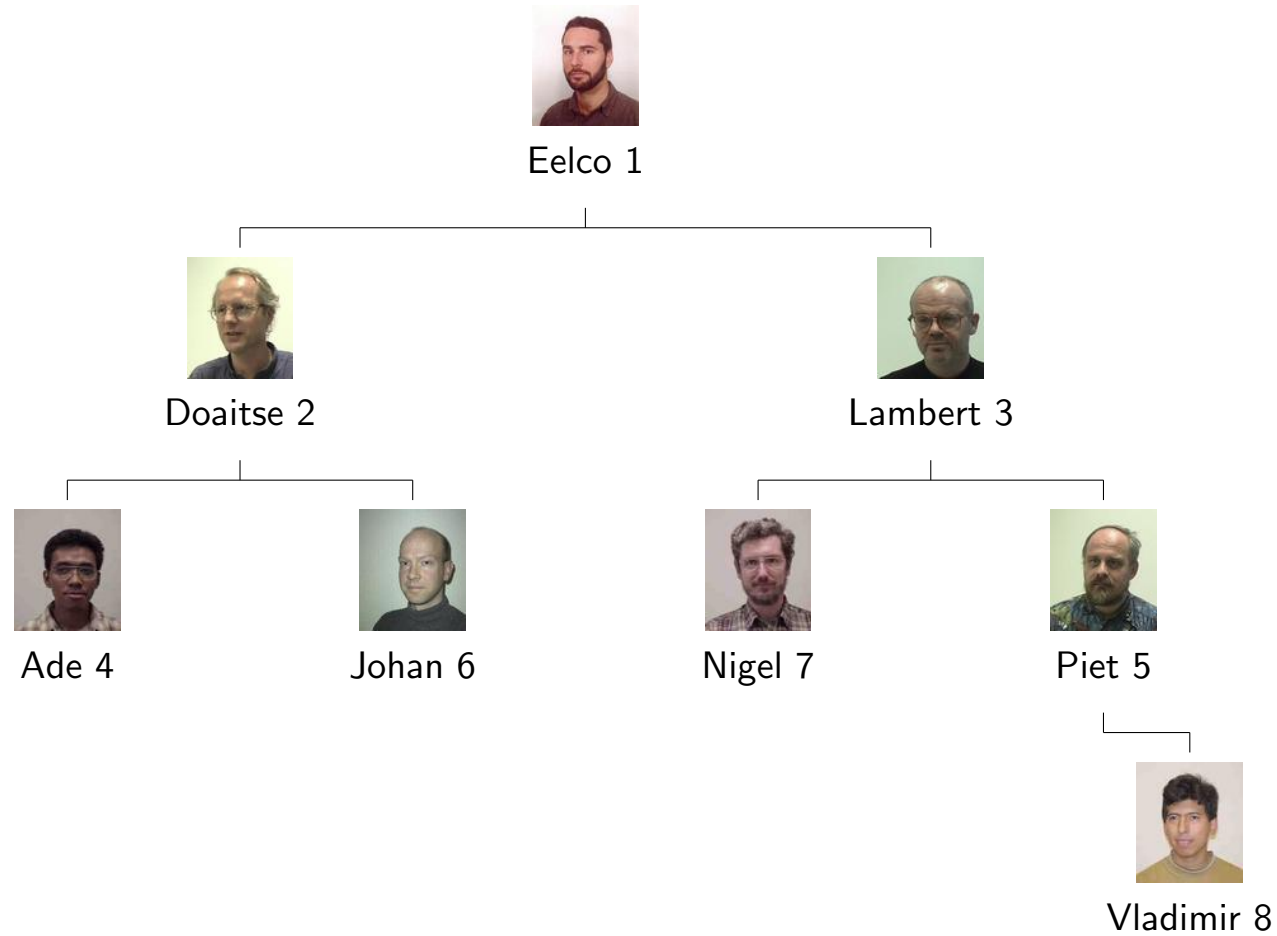 Eelco 1
Doaitse 2
Lambert 3
Ade 4
Johan 6
Nigel 7
Piet 5
Vladimir 8